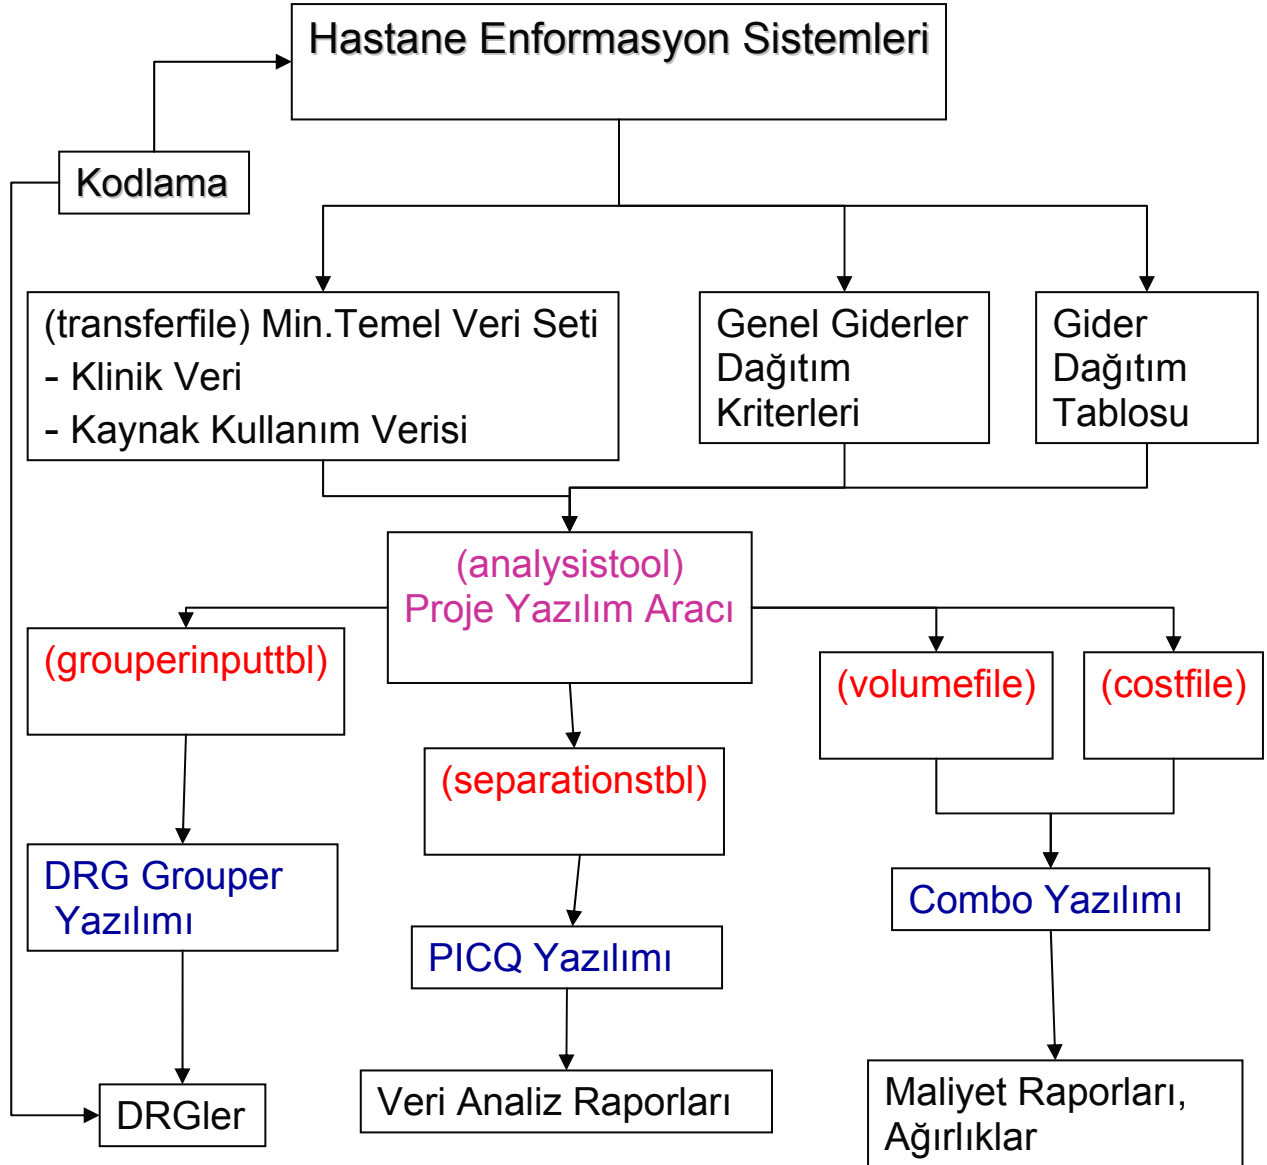 Hastane Enformasyon Sistemleri
Kodlama
(transferfile) Min.Temel Veri Seti
- Klinik Veri
- Kaynak Kullanım Verisi
Genel Giderler
Dağıtım
Kriterleri
Gider
Dağıtım
Tablosu
(analysistool)
Proje Yazılım Aracı
(grouperinputtbl)
(separationstbl)
(volumefile)
(costfile)
DRG Grouper
Yazılımı
PICQ Yazılımı
Combo Yazılımı
DRGler
Veri Analiz Raporları
Maliyet Raporları,
Ağırlıklar